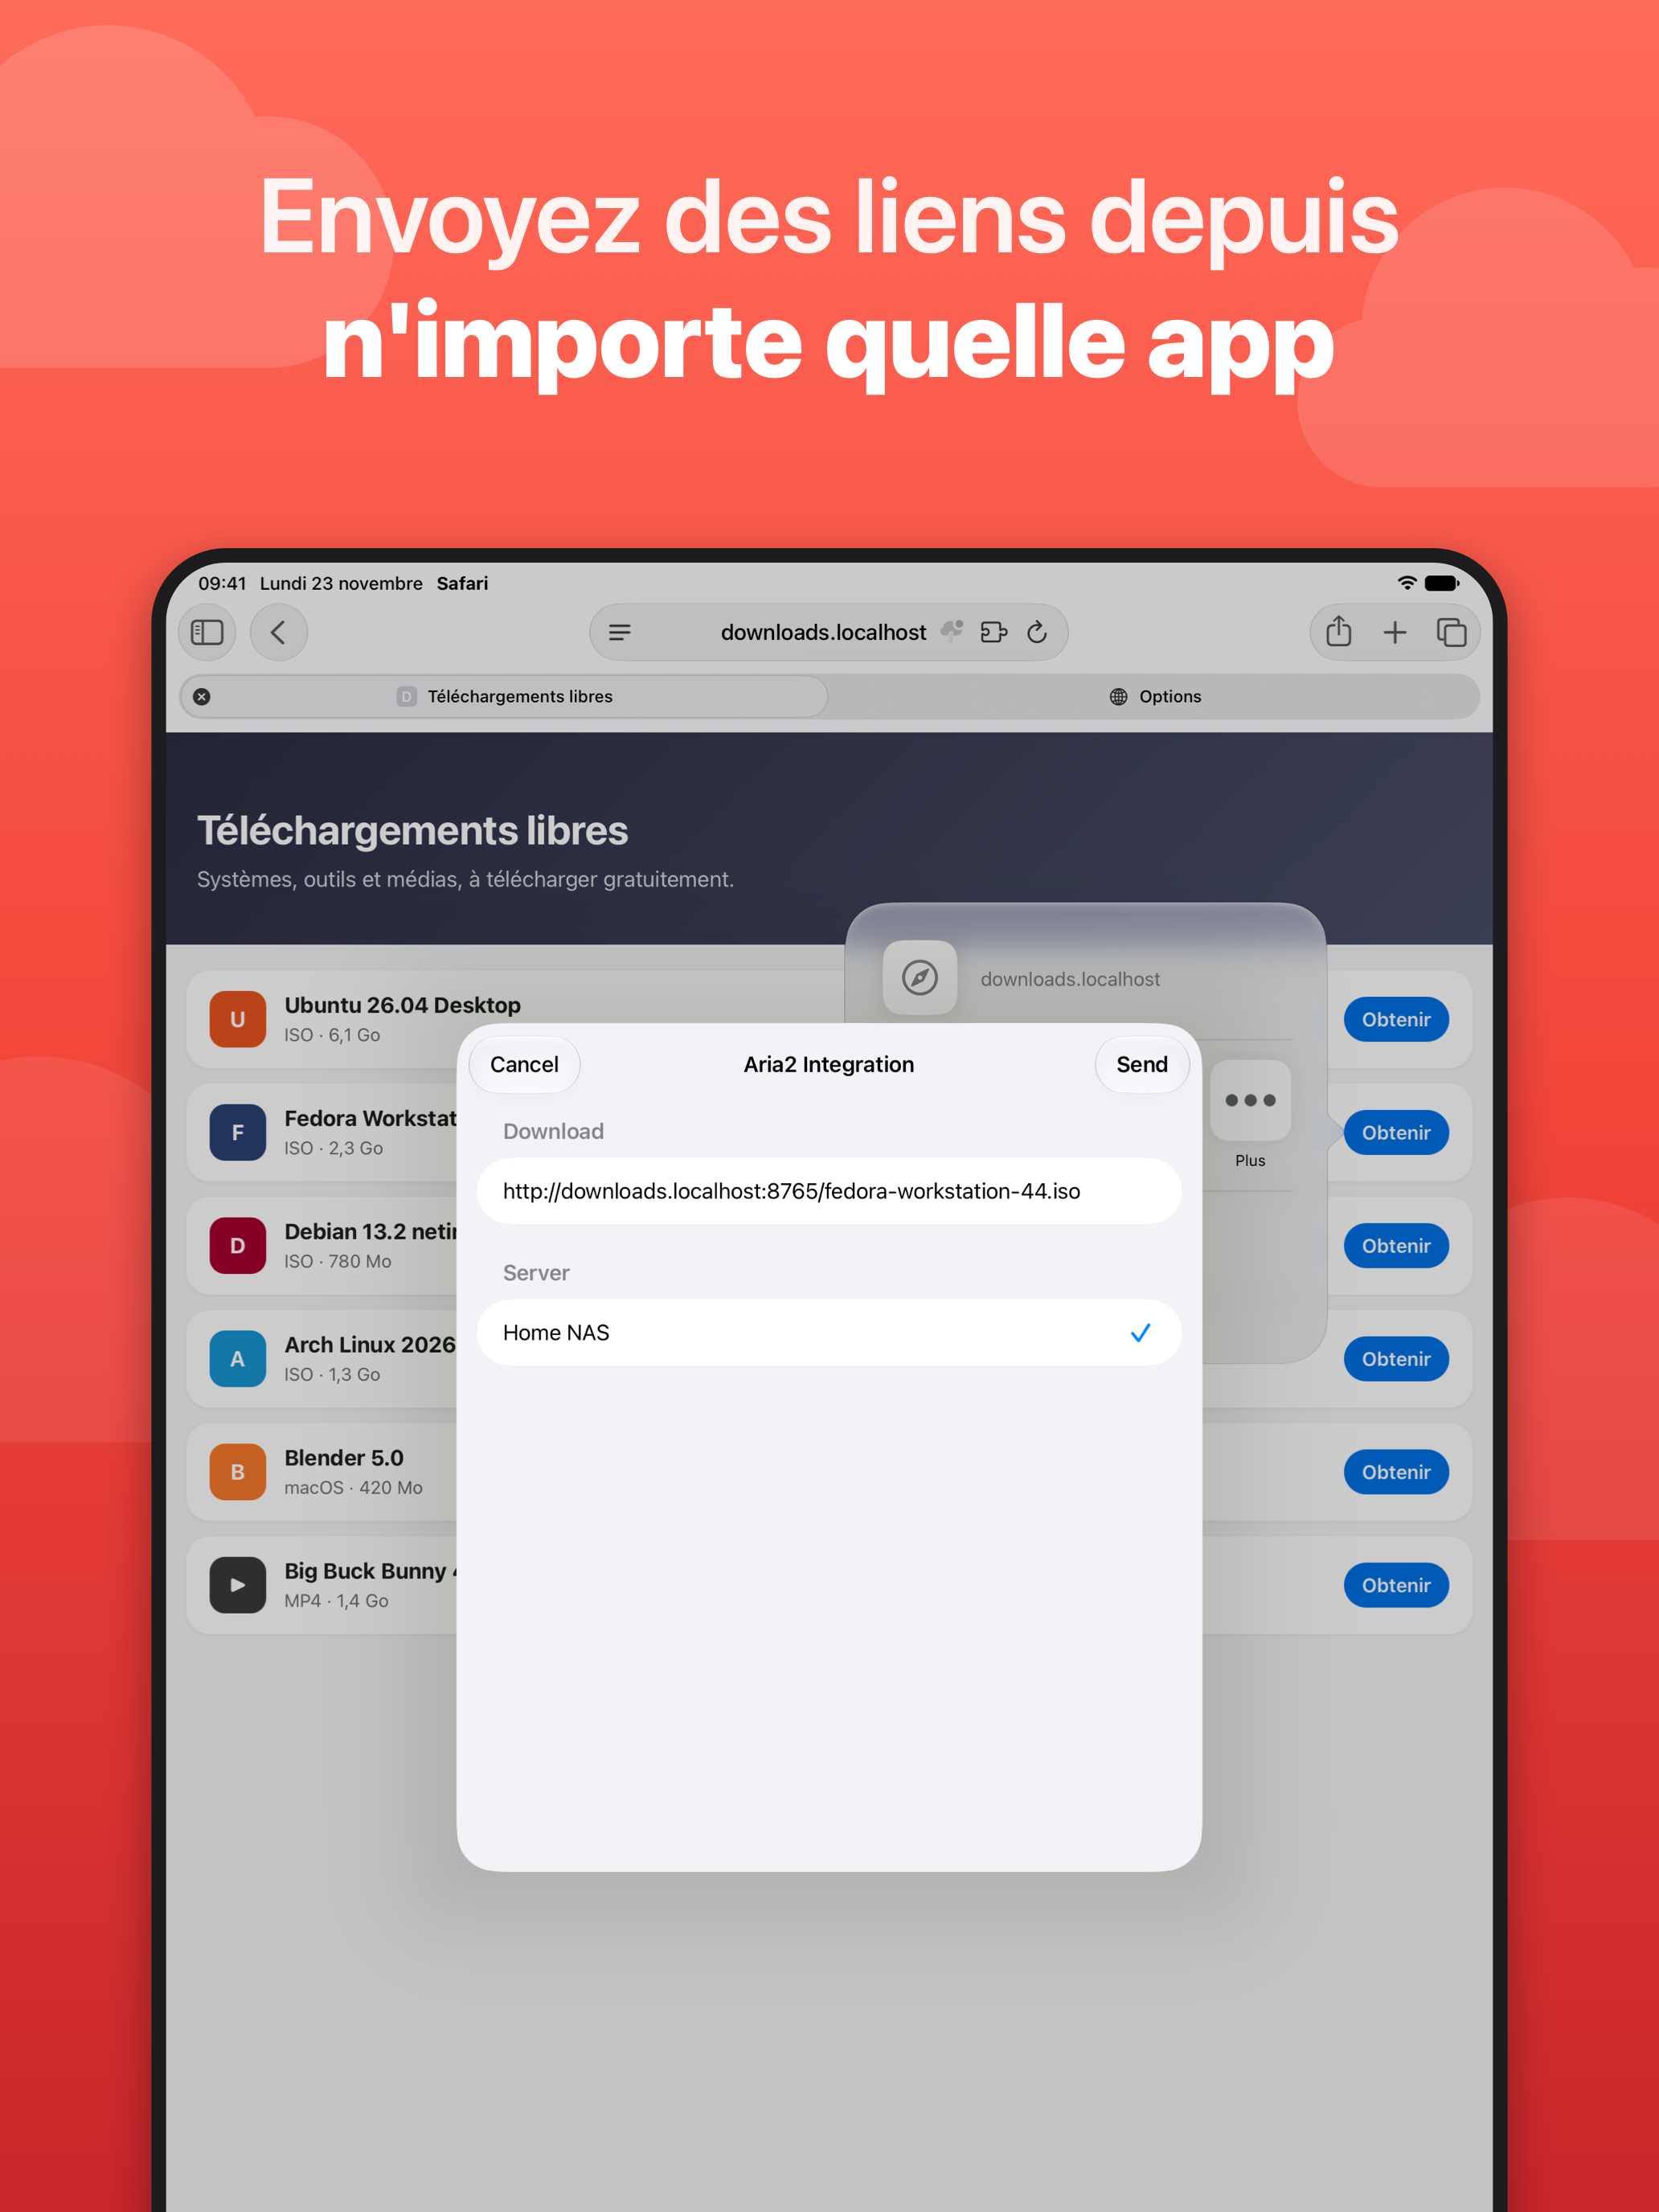 Envoyez des liens depuis
n'importe quelle app
09:41 Lundi 23 novembre Safari
downloads.localhost
D Téléchargements libres
Options
Téléchargements libres
Systèmes, outils et médias, à télécharger gratuitement.
downloads.localhost
U
Ubuntu 26.04 Desktop
ISO · 6,1 Go
Obtenir
Cancel
Aria2 Integration
Send
F
Fedora Workstat
ISO · 2,3 Go
Plus
Obtenir
Download
http://downloads.localhost:8765/fedora-workstation-44.iso
D
Debian 13.2 netin
ISO · 780 Mo
Obtenir
Server
Home NAS
A
Arch Linux 2026
ISO · 1,3 Go
Obtenir
B
Blender 5.0
macOS · 420 Mo
Obtenir
Big Buck Bunny
MP4 · 1,4 Go
Obtenir